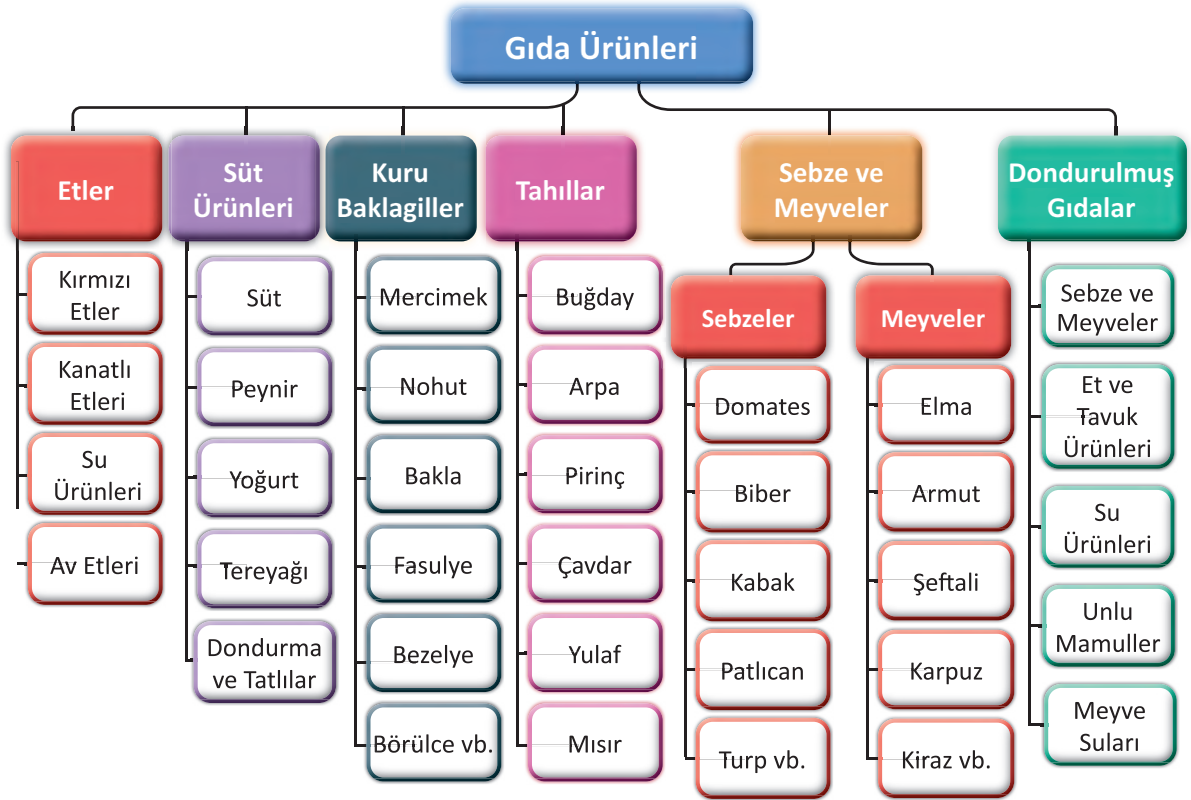 Gıda Ürünleri
Etler
Kırmızı
Etler
Kanatlı
Etleri
Su
Ürünleri
Av Etleri
Süt
Ürünleri
Süt
Peynir
Yoğurt
Tereyağı
Dondurma
ve Tatlılar
Kuru
Baklagiller
Mercimek
Nohut
Bakla
Fasulye
Bezelye
Börülce vb.
Tahıllar
Buğday
Arpa
Pirinç
Çavdar
Yulaf
Mısır
Sebze ve
Meyveler
Sebzeler
Domates
Biber
Kabak
Patlıcan
Turp vb.
Meyveler
Elma
Armut
Şeftali
Karpuz
Kiraz vb.
Dondurulmuş
Gıdalar
Sebze ve
Meyveler
Et ve
Tavuk
Ürünleri
Su
Ürünleri
Unlu
Mamuller
Meyve
Suları